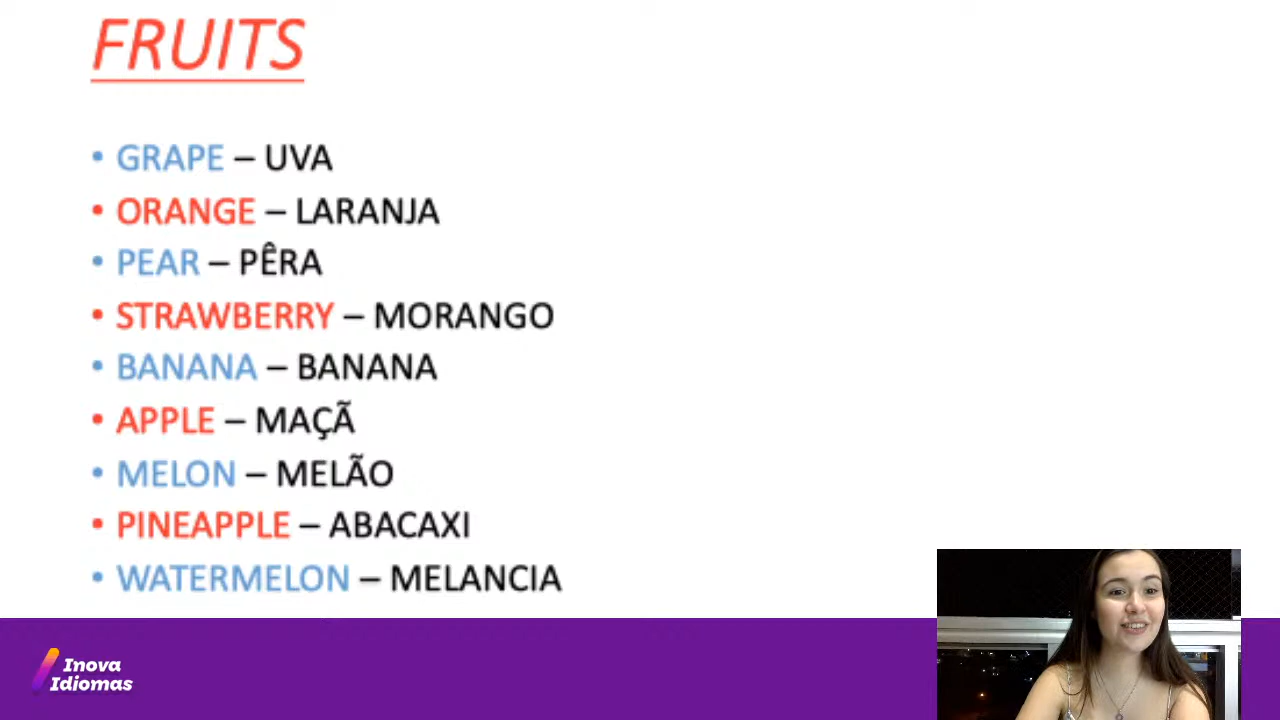 FRUITS
• GRAPE – UVA
• ORANGE – LARANJA
• PEAR – PÊRA
• STRAWBERRY – MORANGO
• BANANA – BANANA
• APPLE – MAÇÃ
• MELON – MELÃO
• PINEAPPLE – ABACAXI
• WATERMELON – MELANCIA
Inova
Idiomas